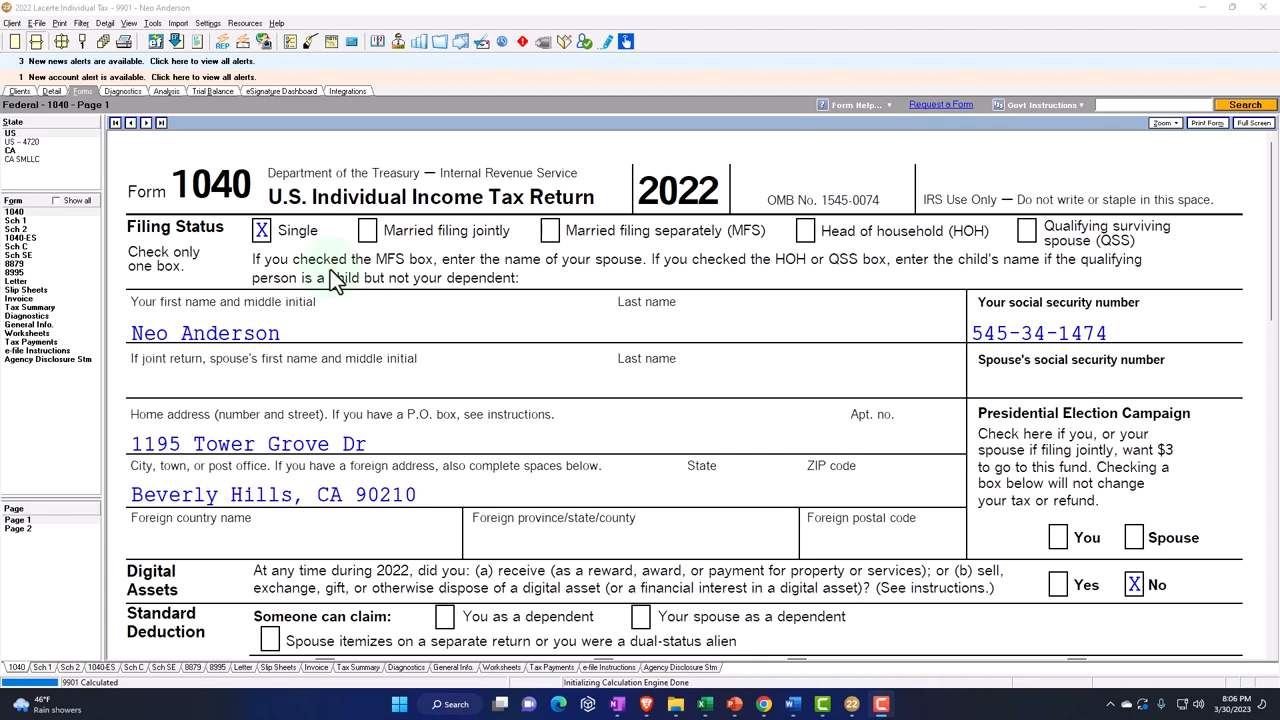 2022 Lacerte Individual Tax - 9901 - Neo Anderson
Client E-File Print Filter Detail View Tools Import Settings Resources Help
3 New news alerts are available. Click here to view all alerts.
1 New account alert is available. Click here to view all alerts.
Clients Detail Forms Diagnostics Analysis Trial Balance eSignature Dashboard Integrations
Federal - 1040 - Page 1 Form Help... Request a Form Govt Instructions Search
State
US
US - 4720
CA
CA SMLLC
Form Show all
1040
Sch 1
Sch 2
1040-ES
Sch C
Sch SE
8879
8995
Letter
Slip Sheets
Invoice
Tax Summary
Diagnostics
General Info.
Worksheets
Tax Payments
e-file Instructions
Agency Disclosure Stm
Page
Page 1
Page 2
Zoom Print Form Full Screen
Form 1040 Department of the Treasury — Internal Revenue Service
U.S. Individual Income Tax Return 2022 OMB No. 1545-0074 IRS Use Only — Do not write or staple in this space.
Filing Status X Single Married filing jointly Married filing separately (MFS) Head of household (HOH) Qualifying surviving spouse (QSS)
Check only one box.
If you checked the MFS box, enter the name of your spouse. If you checked the HOH or QSS box, enter the child's name if the qualifying
person is a child but not your dependent:
Your first name and middle initial Last name Your social security number
Neo Anderson 545-34-1474
If joint return, spouse's first name and middle initial Last name Spouse's social security number
Home address (number and street). If you have a P.O. box, see instructions. Apt. no.
1195 Tower Grove Dr
City, town, or post office. If you have a foreign address, also complete spaces below. State ZIP code
Beverly Hills, CA 90210
Foreign country name Foreign province/state/county Foreign postal code
Presidential Election Campaign
Check here if you, or your
spouse if filing jointly, want $3
to go to this fund. Checking a
box below will not change
your tax or refund.
You Spouse
Digital Assets
At any time during 2022, did you: (a) receive (as a reward, award, or payment for property or services); or (b) sell,
exchange, gift, or otherwise dispose of a digital asset (or a financial interest in a digital asset)? (See instructions.) Yes X No
Standard Deduction
Someone can claim: You as a dependent Your spouse as a dependent
Spouse itemizes on a separate return or you were a dual-status alien
1040 Sch 1 Sch 2 1040-ES Sch C Sch SE 8879 8995 Letter Slip Sheets Invoice Tax Summary Diagnostics General Info. Worksheets Tax Payments e-file Instructions Agency Disclosure Stm
9901 Calculated Initializing Calculation Engine Done
46°F
Rain showers
Search
8:06 PM
3/30/2023